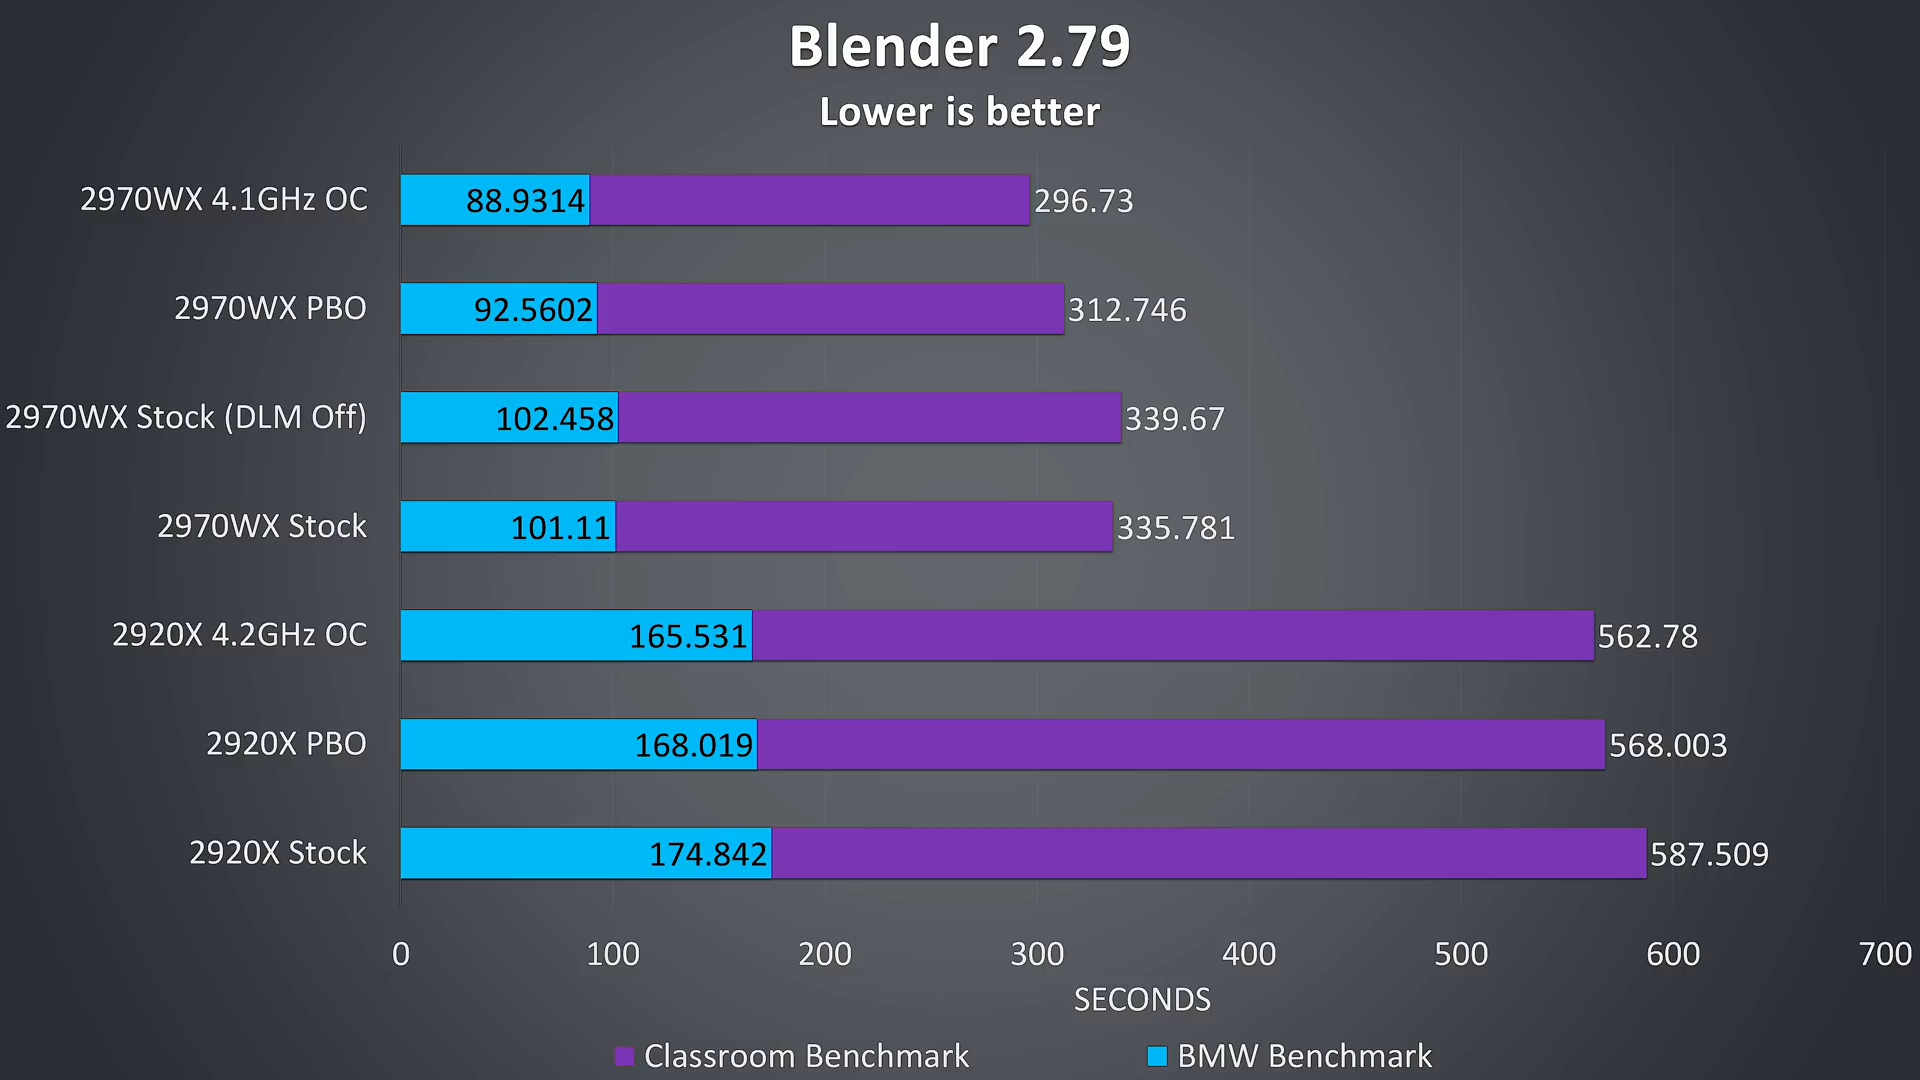 Blender 2.79
Lower is better
2970WX 4.1GHz OC 88.9314 296.73
2970WX PBO 92.5602 312.746
2970WX Stock (DLM Off) 102.458 339.67
2970WX Stock 101.11 335.781
2920X 4.2GHz OC 165.531 562.78
2920X PBO 168.019 568.003
2920X Stock 174.842 587.509
0 100 200 300 400 500 600 700
SECONDS
Classroom Benchmark BMW Benchmark